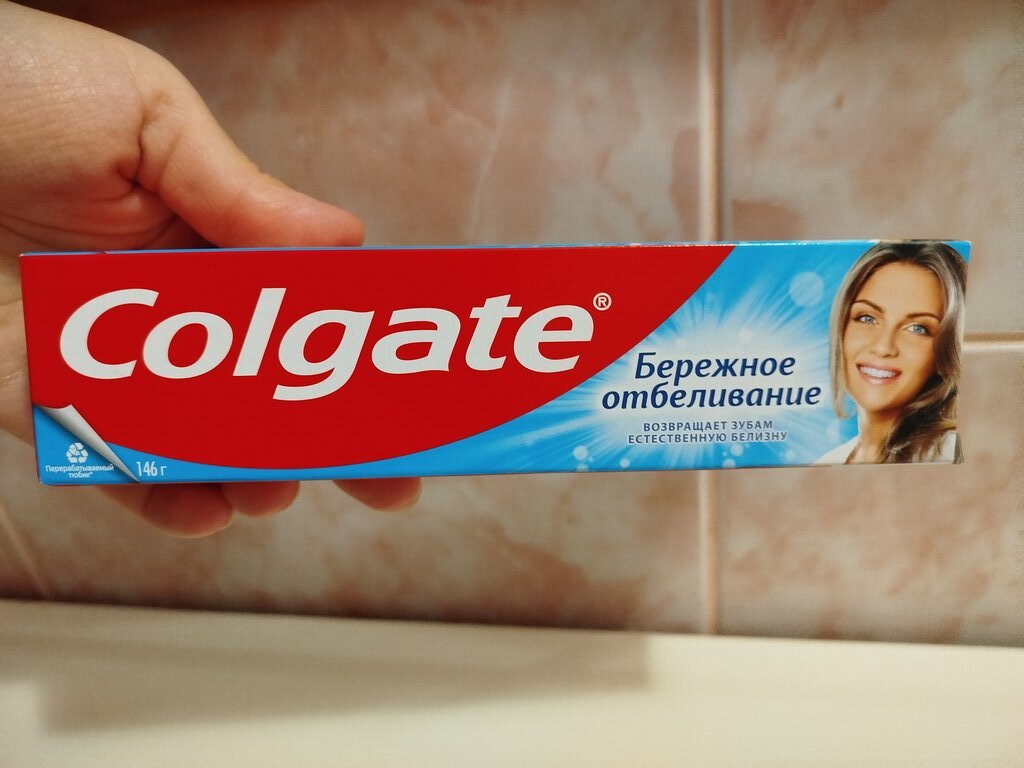 Colgate®
Бережное
отбеливание
ВОЗВРАЩАЕТ ЗУБАМ
ЕСТЕСТВЕННУЮ БЕЛИЗНУ
Перерабатываемый
тюбик*
146 г